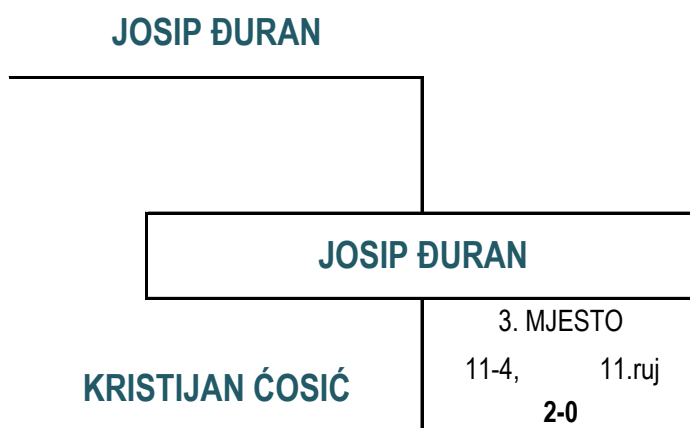 JOSIP ĐURAN
JOSIP ĐURAN
3. MJESTO
11-4, 11.ruj
KRISTIJAN ĆOSIĆ
2-0